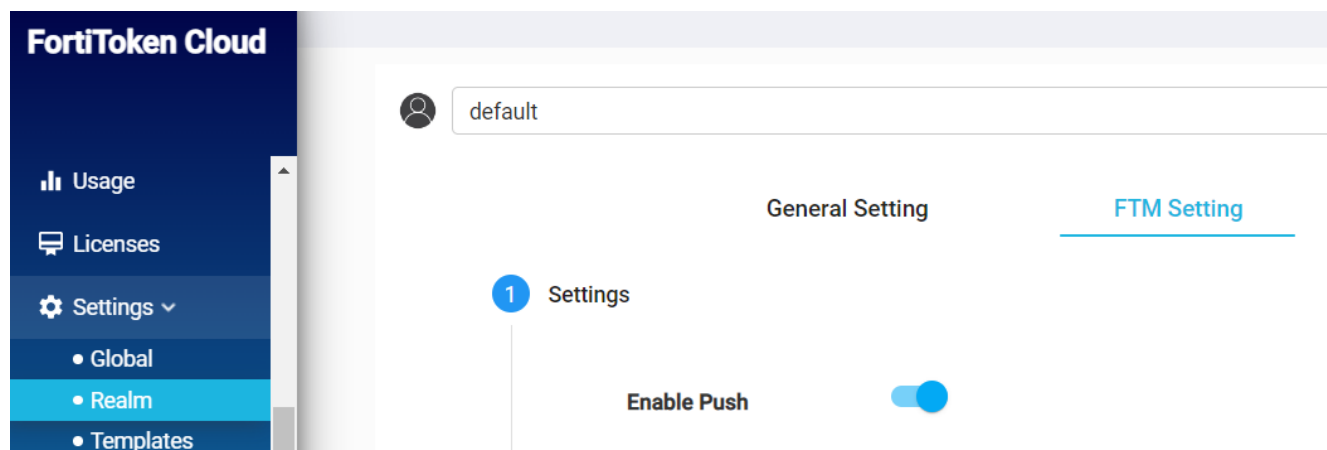 FortiToken Cloud
default
Usage
Licenses
Settings
Global
Realm
Templates
General Setting
FTM Setting
1
Settings
Enable Push